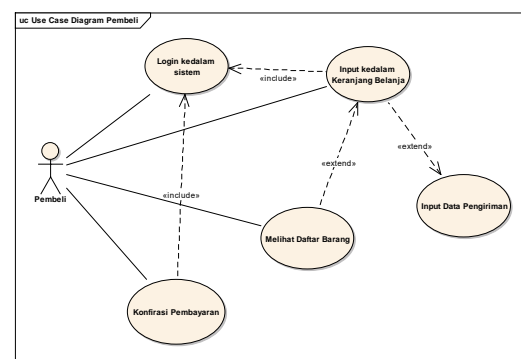 uc Use Case Diagram Pembeli
Login kedalam
sistem
Input kedalam
Keranjang Belanja
«include»
«extend»
«extend»
«include»
Pembeli
Input Data Pengiriman
Melihat Daftar Barang
Konfirasi Pembayaran